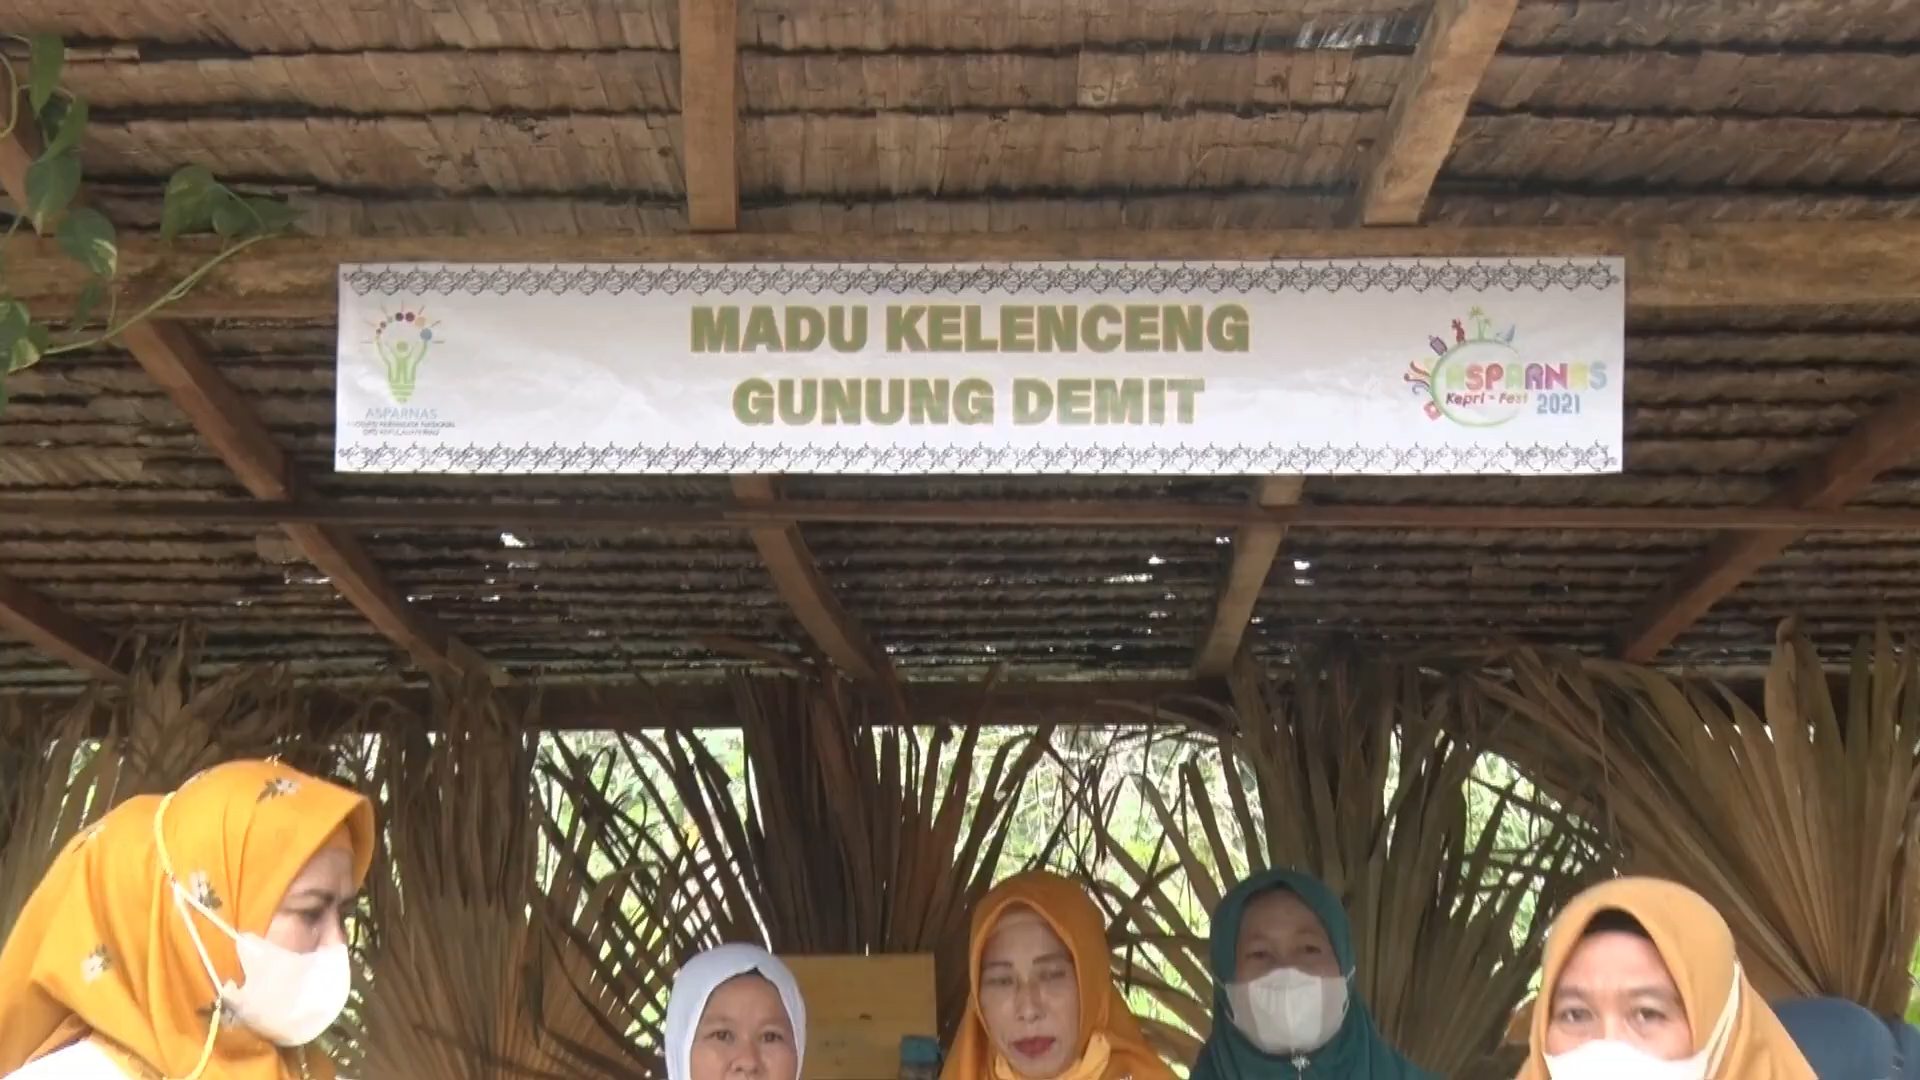 MADU KELENCENG
GUNUNG DEMIT
ASPARNAS
ASPARNAS
Kepri - Fest 2021